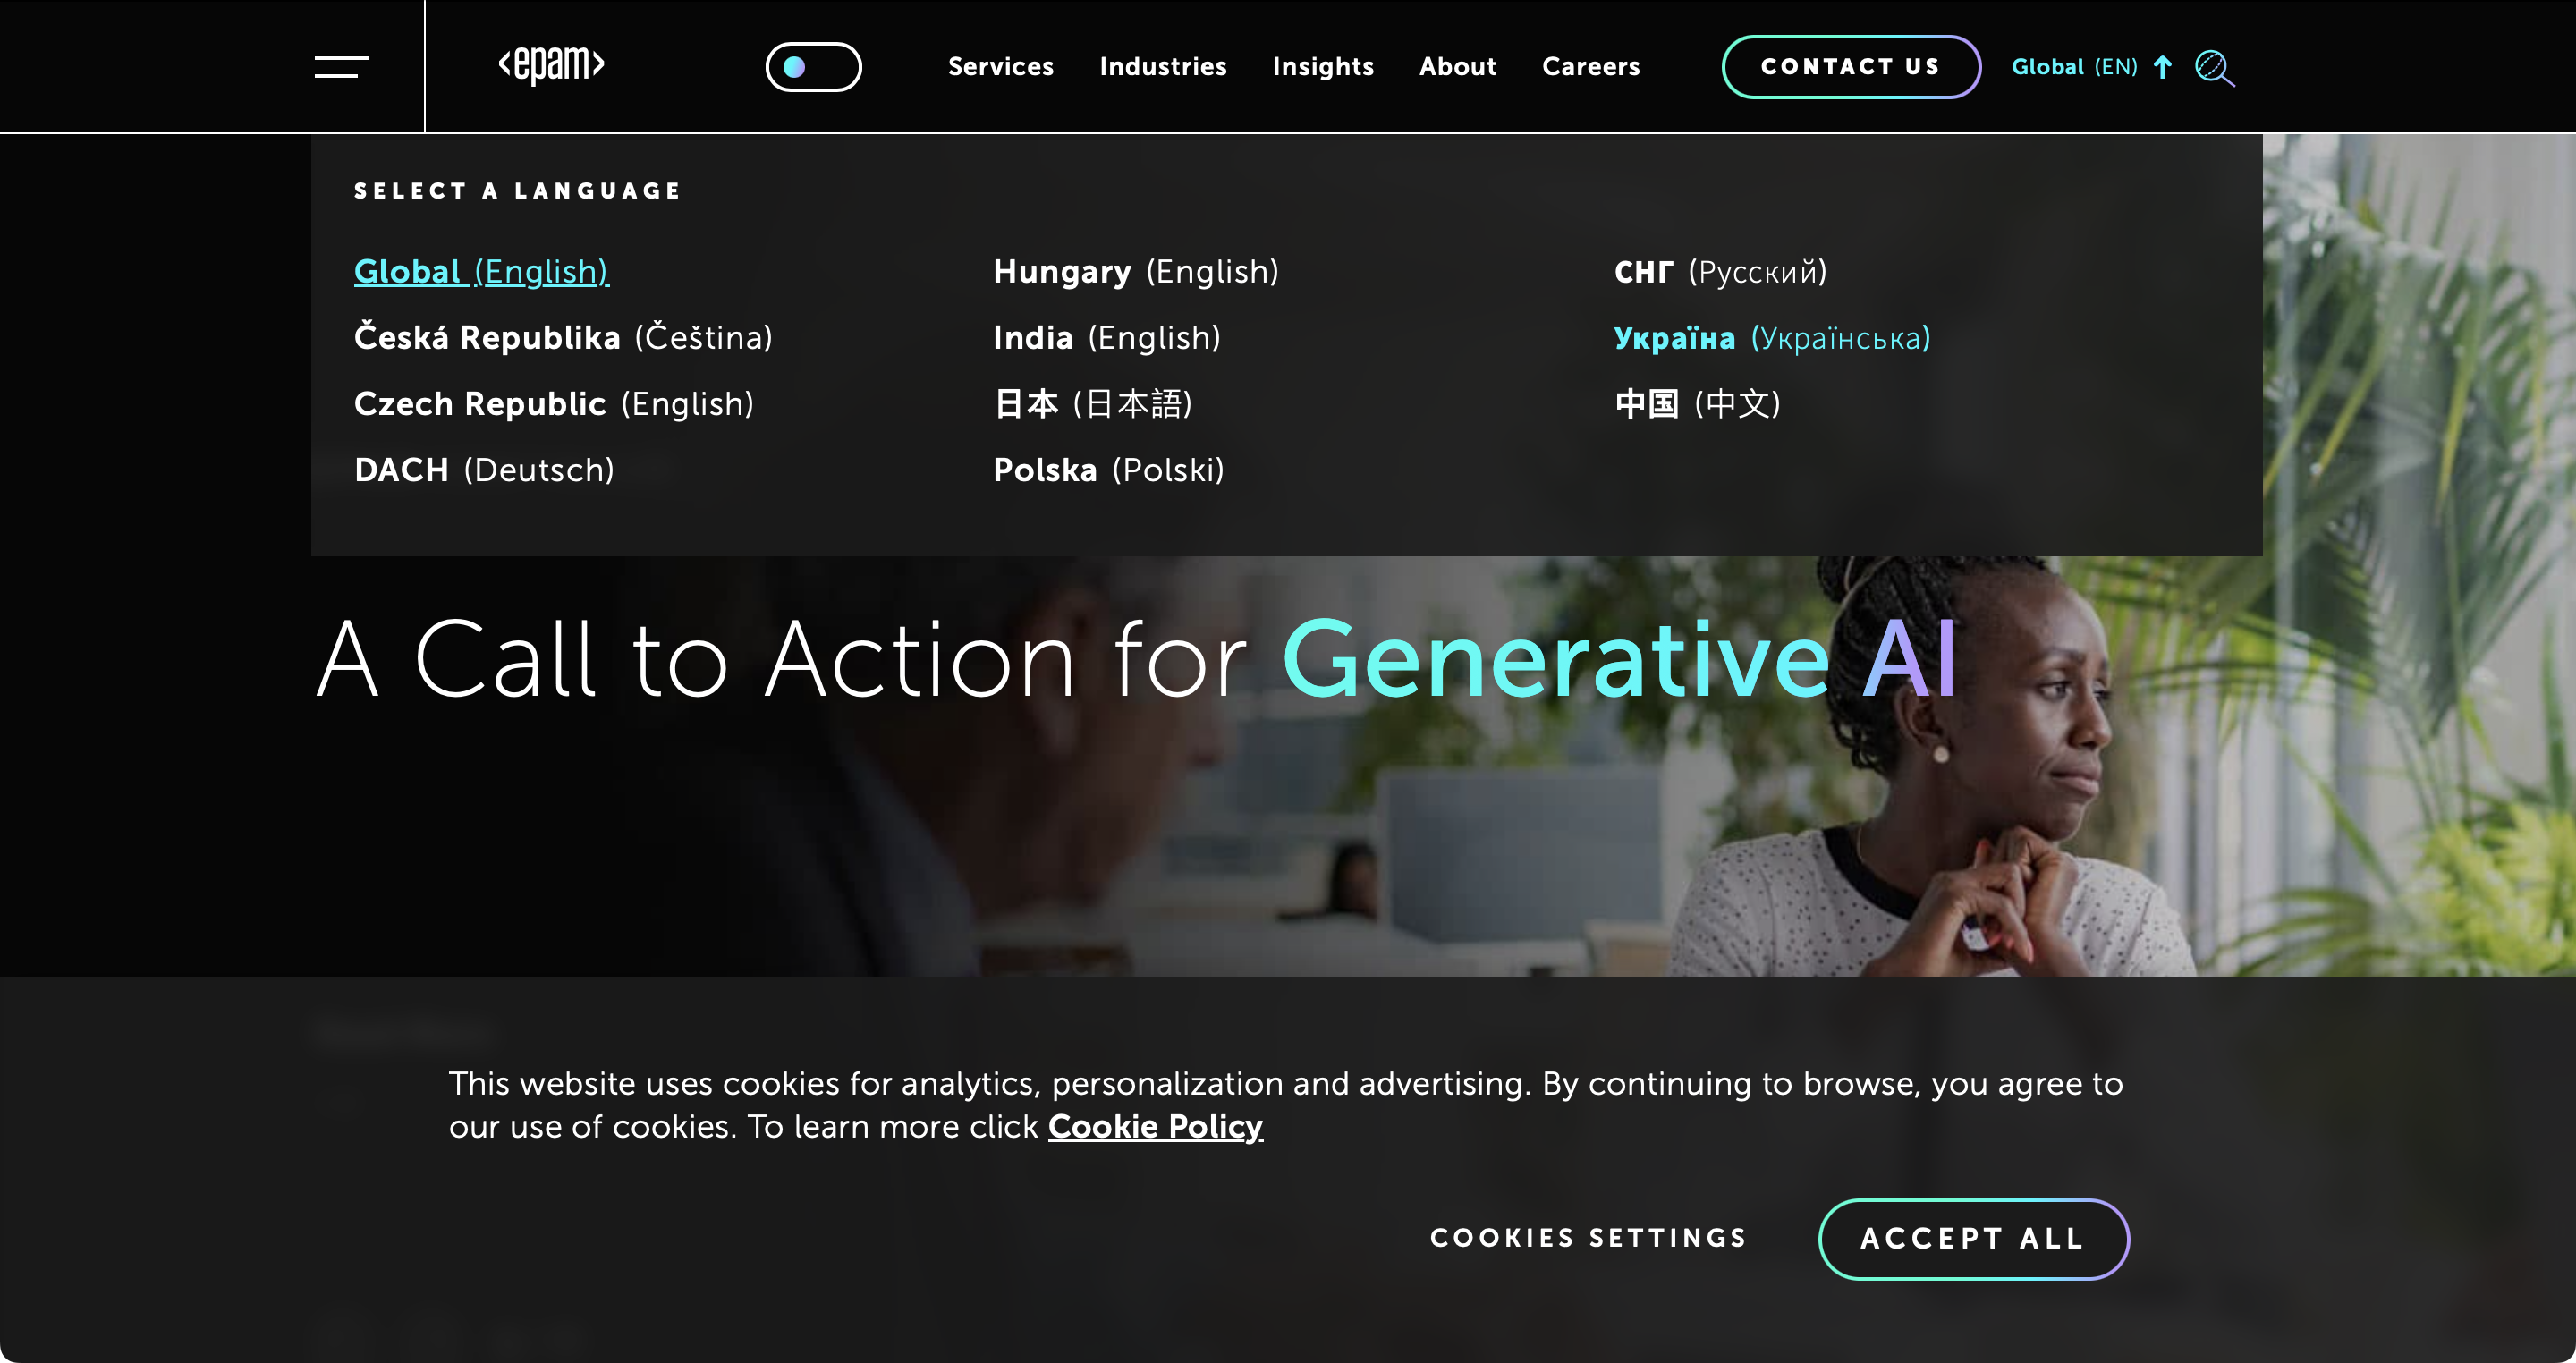 <epam>
Services Industries Insights About Careers
CONTACT US
Global (EN)
SELECT A LANGUAGE
Global (English)
Česká Republika (Čeština)
Czech Republic (English)
DACH (Deutsch)
Hungary (English)
India (English)
日本 (日本語)
Polska (Polski)
СНГ (Русский)
Україна (Українська)
中国 (中文)
A Call to Action for Generative AI
This website uses cookies for analytics, personalization and advertising. By continuing to browse, you agree to
our use of cookies. To learn more click Cookie Policy
COOKIES SETTINGS
ACCEPT ALL